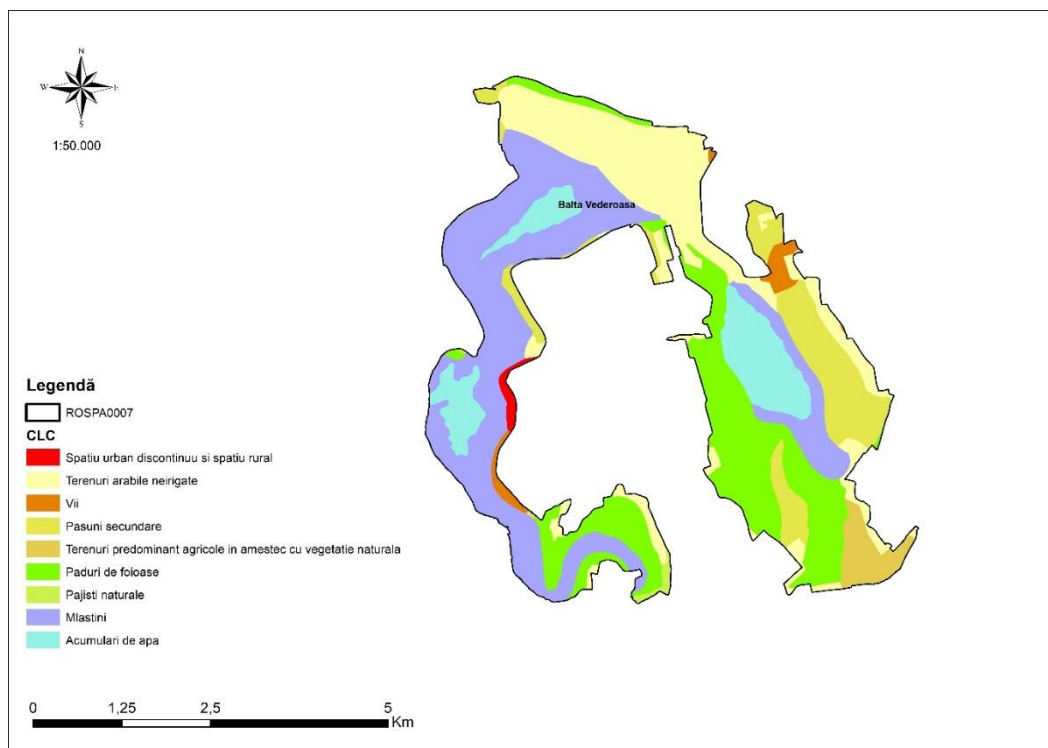 N
W
E
S
1:50.000
Balta Vederoasa
Legendă
ROSPA0007
CLC
Spatiu urban discontinuu si spatiu rural
Terenuri arabile neirigate
Vii
Pasuni secundare
Terenuri predominant agricole in amestec cu vegetatie naturala
Paduri de foioase
Pajisti naturale
Mlastini
Acumulari de apa
0 1,25 2,5 5
Km